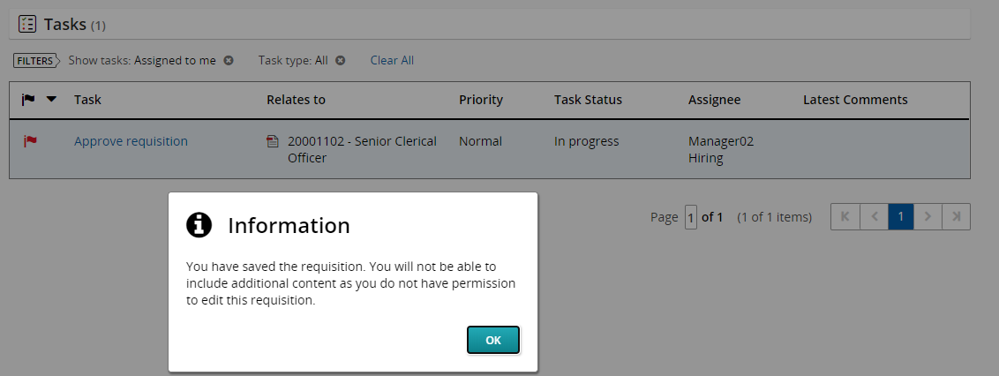 Tasks (1)
FILTERS Show tasks: Assigned to me Task type: All Clear All
Task Relates to Priority Task Status Assignee Latest Comments
Approve requisition 20001102 - Senior Clerical Normal In progress Manager02
Officer Hiring
Page 1 of 1 (1 of 1 items) 1
Information
You have saved the requisition. You will not be able to
include additional content as you do not have permission
to edit this requisition.
OK